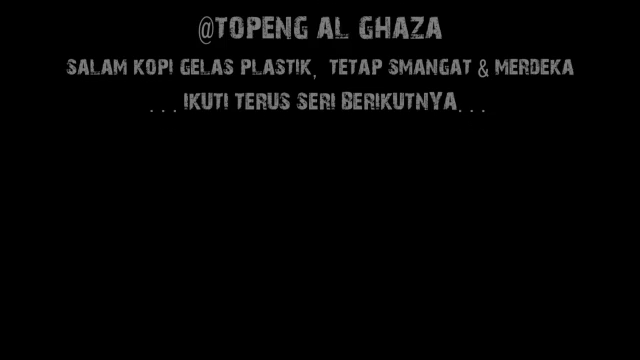 @TOPENG AL GHAZA
SALAM KOPI GELAS PLASTIK, TETAP SMANGAT & MERDEKA
...IKUTI TERUS SERI BERIKUTNYA...